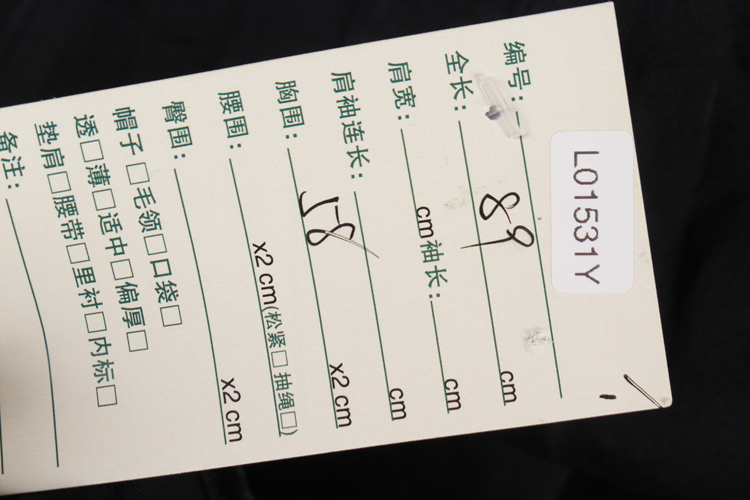 L01531Y
编号：
全长：89 cm
肩宽：cm 袖长：cm
肩袖连长：cm
胸围：58 x2 cm
腰围：x2 cm(松紧□ 抽绳□)
臀围：x2 cm
帽子□毛领□口袋□
透□薄□适中□偏厚□
垫肩□腰带□里衬□内标□
备注：